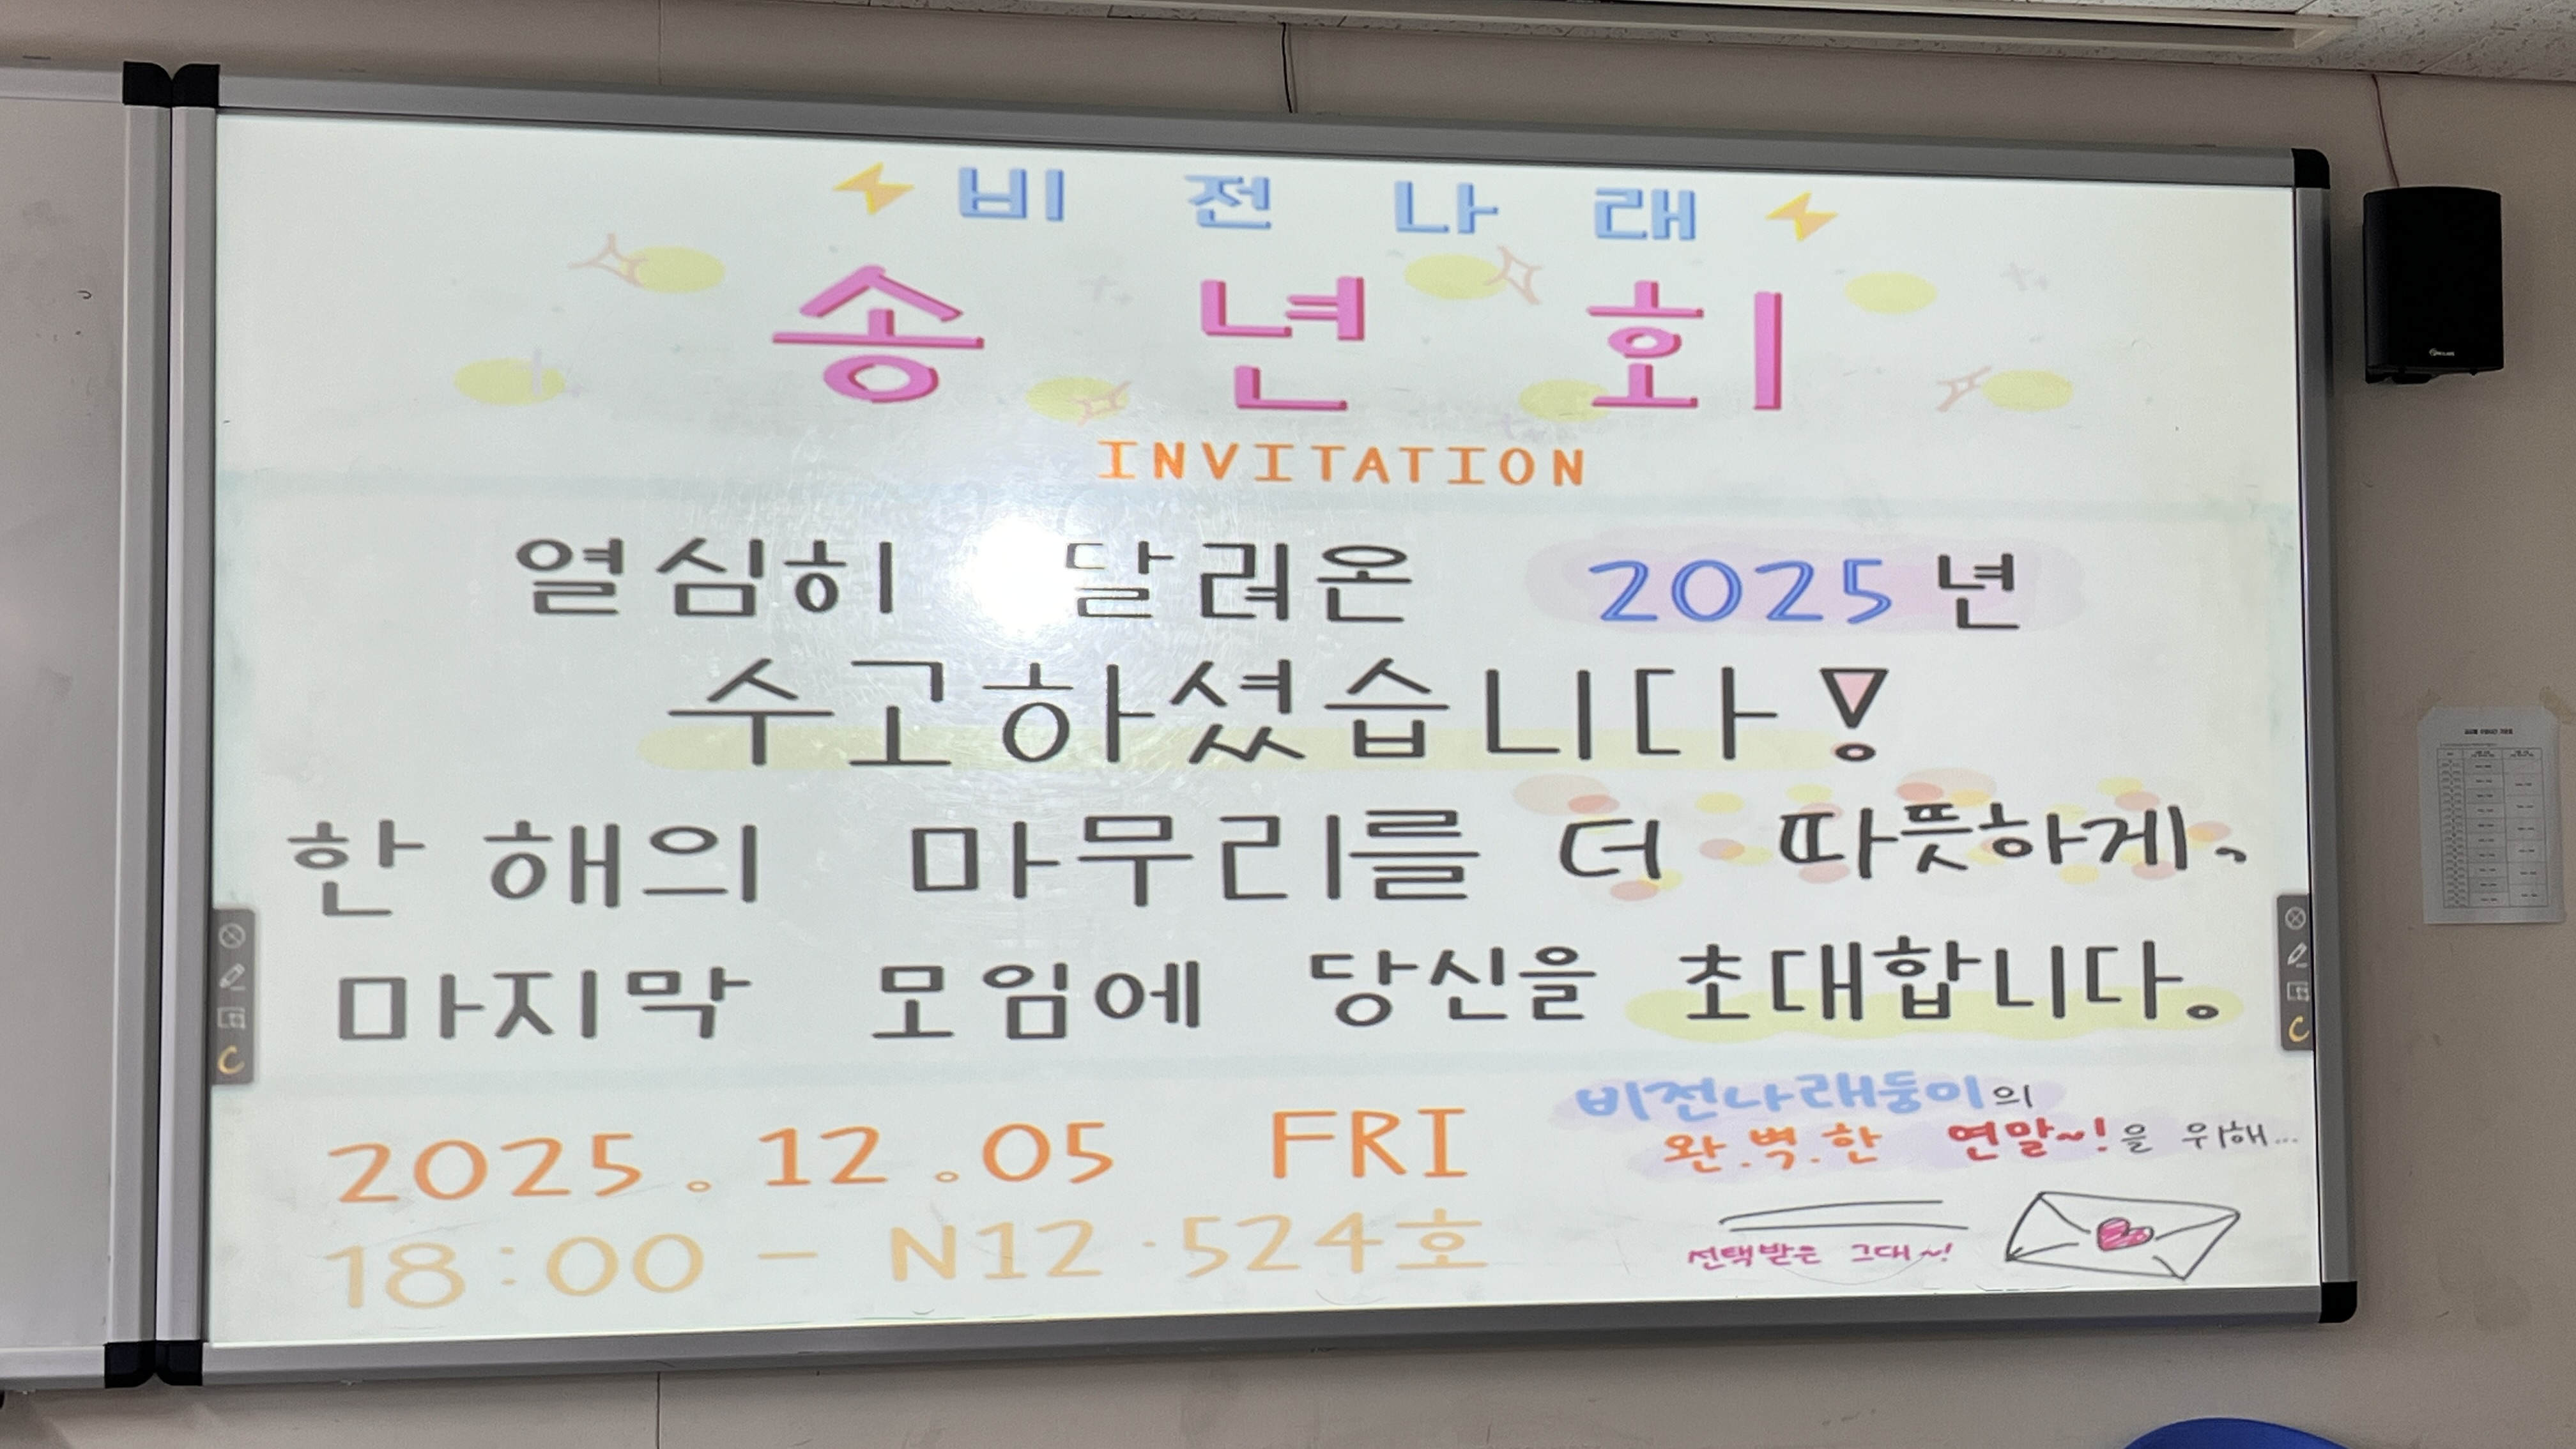 비전나래
송년회
INVITATION
열심히 달려온 2025년
수고하셨습니다!
한 해의 마무리를 더 따뜻하게,
마지막 모임에 당신을 초대합니다.
2025.12.05 FRI
18:00 - N12·524호
비전나래둥이의
완.벽.한 연말~!을 위해...
선택받은 그대~!